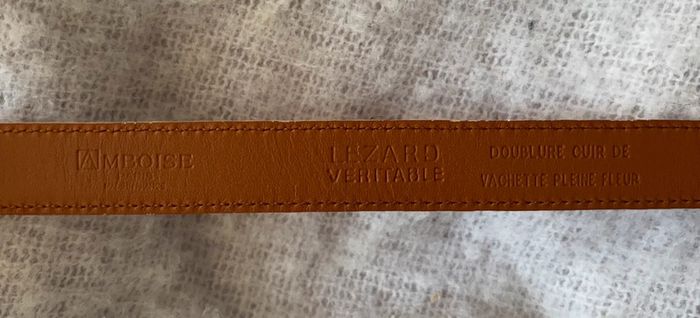 AMBOISE
LEZARD
VERITABLE
DOUBLURE CUIR DE
VACHETTE PLEINE FLEUR